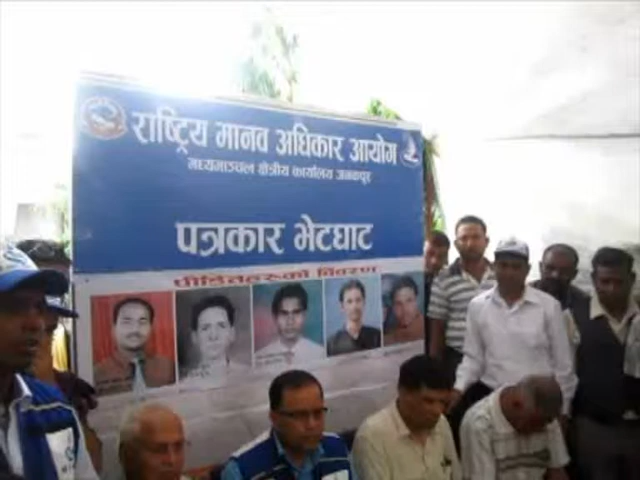 राष्ट्रिय मानव अधिकार आयोग
मध्यमाञ्चल क्षेत्रीय कार्यालय जनकपुर
पत्रकार भेटघाट
पीडितहरुको विवरण